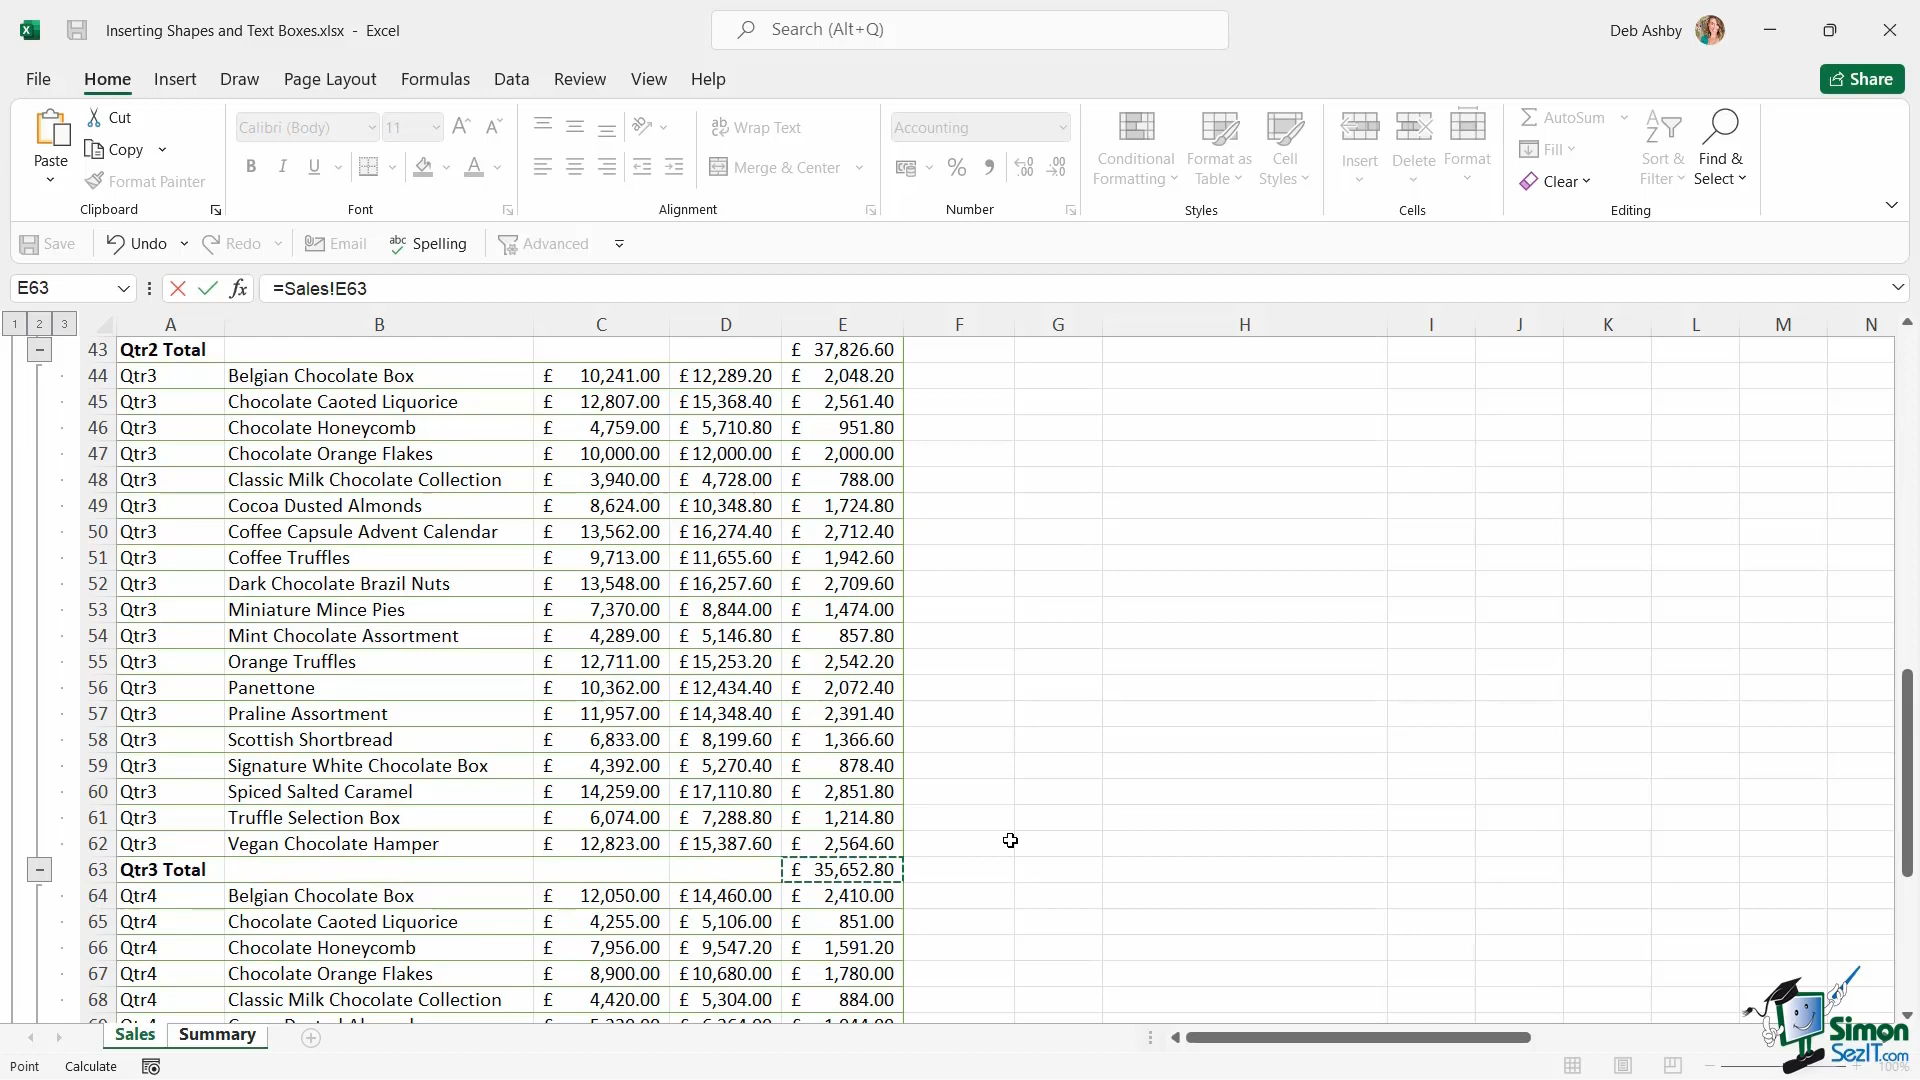 Inserting Shapes and Text Boxes.xlsx - Excel
Search (Alt+Q)
Deb Ashby
File Home Insert Draw Page Layout Formulas Data Review View Help
Share
Paste
Cut
Copy
Format Painter
Clipboard
Calibri (Body) 11
B I U
Font
Wrap Text
Merge & Center
Alignment
Accounting
Number
Conditional Formatting
Format as Table
Cell Styles
Styles
Insert Delete Format
Cells
AutoSum
Fill
Clear
Sort & Filter
Find & Select
Editing
Save Undo Redo Email Spelling Advanced
E63 fx =Sales!E63
1 2 3 A B C D E F G H I J K L M N
43 Qtr2 Total £ 37,826.60
44 Qtr3 Belgian Chocolate Box £ 10,241.00 £ 12,289.20 £ 2,048.20
45 Qtr3 Chocolate Caoted Liquorice £ 12,807.00 £ 15,368.40 £ 2,561.40
46 Qtr3 Chocolate Honeycomb £ 4,759.00 £ 5,710.80 £ 951.80
47 Qtr3 Chocolate Orange Flakes £ 10,000.00 £ 12,000.00 £ 2,000.00
48 Qtr3 Classic Milk Chocolate Collection £ 3,940.00 £ 4,728.00 £ 788.00
49 Qtr3 Cocoa Dusted Almonds £ 8,624.00 £ 10,348.80 £ 1,724.80
50 Qtr3 Coffee Capsule Advent Calendar £ 13,562.00 £ 16,274.40 £ 2,712.40
51 Qtr3 Coffee Truffles £ 9,713.00 £ 11,655.60 £ 1,942.60
52 Qtr3 Dark Chocolate Brazil Nuts £ 13,548.00 £ 16,257.60 £ 2,709.60
53 Qtr3 Miniature Mince Pies £ 7,370.00 £ 8,844.00 £ 1,474.00
54 Qtr3 Mint Chocolate Assortment £ 4,289.00 £ 5,146.80 £ 857.80
55 Qtr3 Orange Truffles £ 12,711.00 £ 15,253.20 £ 2,542.20
56 Qtr3 Panettone £ 10,362.00 £ 12,434.40 £ 2,072.40
57 Qtr3 Praline Assortment £ 11,957.00 £ 14,348.40 £ 2,391.40
58 Qtr3 Scottish Shortbread £ 6,833.00 £ 8,199.60 £ 1,366.60
59 Qtr3 Signature White Chocolate Box £ 4,392.00 £ 5,270.40 £ 878.40
60 Qtr3 Spiced Salted Caramel £ 14,259.00 £ 17,110.80 £ 2,851.80
61 Qtr3 Truffle Selection Box £ 6,074.00 £ 7,288.80 £ 1,214.80
62 Qtr3 Vegan Chocolate Hamper £ 12,823.00 £ 15,387.60 £ 2,564.60
63 Qtr3 Total £ 35,652.80
64 Qtr4 Belgian Chocolate Box £ 12,050.00 £ 14,460.00 £ 2,410.00
65 Qtr4 Chocolate Caoted Liquorice £ 4,255.00 £ 5,106.00 £ 851.00
66 Qtr4 Chocolate Honeycomb £ 7,956.00 £ 9,547.20 £ 1,591.20
67 Qtr4 Chocolate Orange Flakes £ 8,900.00 £ 10,680.00 £ 1,780.00
68 Qtr4 Classic Milk Chocolate Collection £ 4,420.00 £ 5,304.00 £ 884.00
Sales Summary
Point Calculate
Simon
SezIT.com
100%